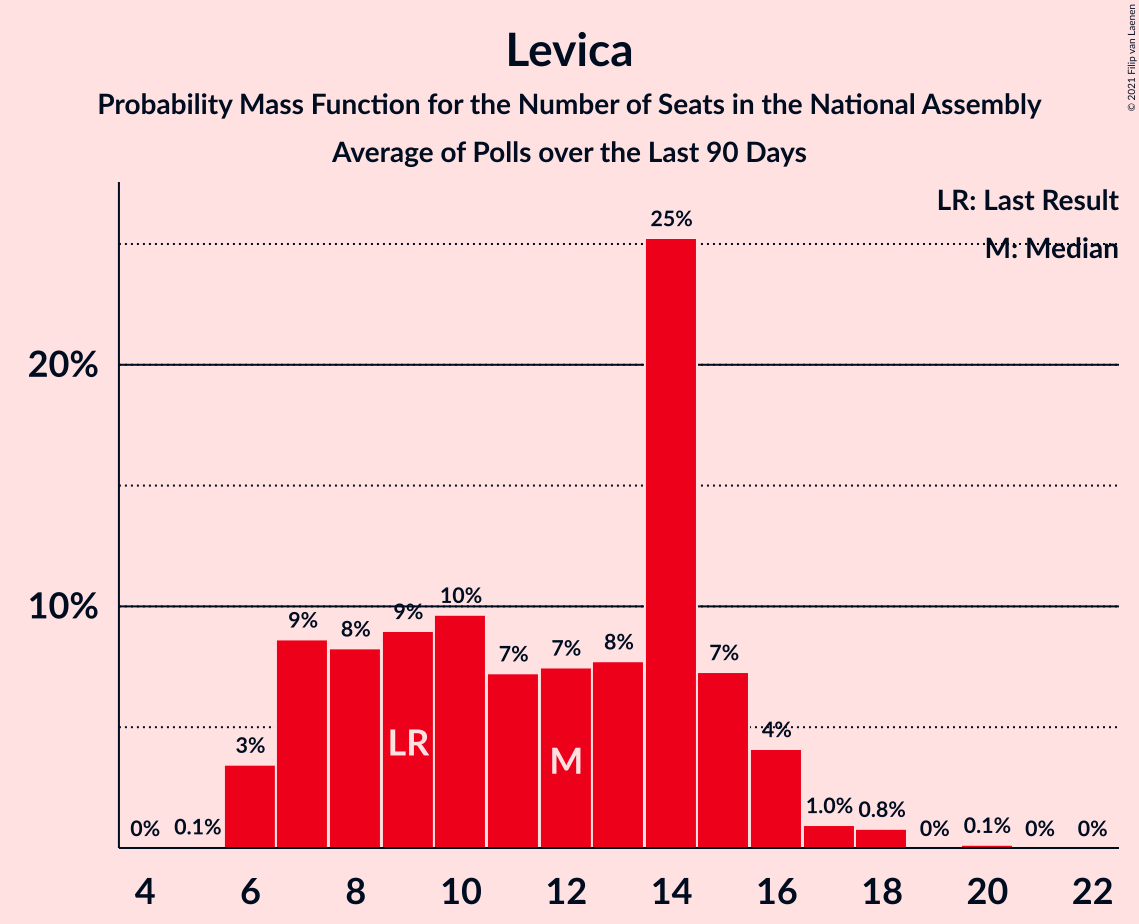 Levica
Probability Mass Function for the Number of Seats in the National Assembly
Average of Polls over the Last 90 Days
© 2021 Filip van Laenen
LR: Last Result
M: Median
20%
10%
0%
0.1%
3%
9%
8%
9%
10%
7%
7%
8%
25%
7%
4%
1.0%
0.8%
0%
0.1%
0%
0%
LR
M
4 6 8 10 12 14 16 18 20 22